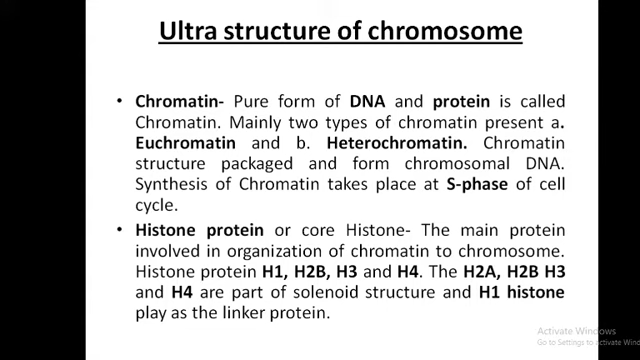 Ultra structure of chromosome
• Chromatin- Pure form of DNA and protein is called
Chromatin. Mainly two types of chromatin present a.
Euchromatin and b. Heterochromatin. Chromatin
structure packaged and form chromosomal DNA.
Synthesis of Chromatin takes place at S-phase of cell
cycle.
• Histone protein or core Histone- The main protein
involved in organization of chromatin to chromosome.
Histone protein H1, H2B, H3 and H4. The H2A, H2B H3
and H4 are part of solenoid structure and H1 histone
play as the linker protein.
Activate Windows
Go to Settings to Activate Win